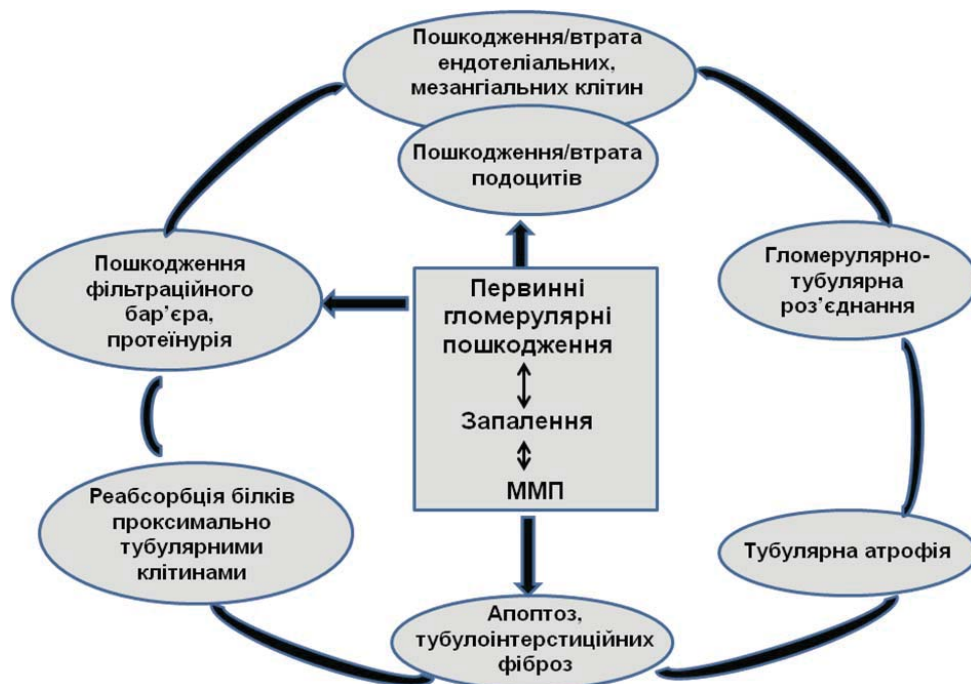 Пошкодження/втрата
ендотеліальних,
мезангіальних клітин
Пошкодження/втрата
подоцитів
Пошкодження
фільтраційного
бар’єра,
протеїнурія
Первинні
гломерулярні
пошкодження
Запалення
ММП
Гломерулярно-
тубулярна
роз’єднання
Реабсорбція білків
проксимально
тубулярними
клітинами
Тубулярна атрофія
Апоптоз,
тубулоінтерстиційних
фіброз